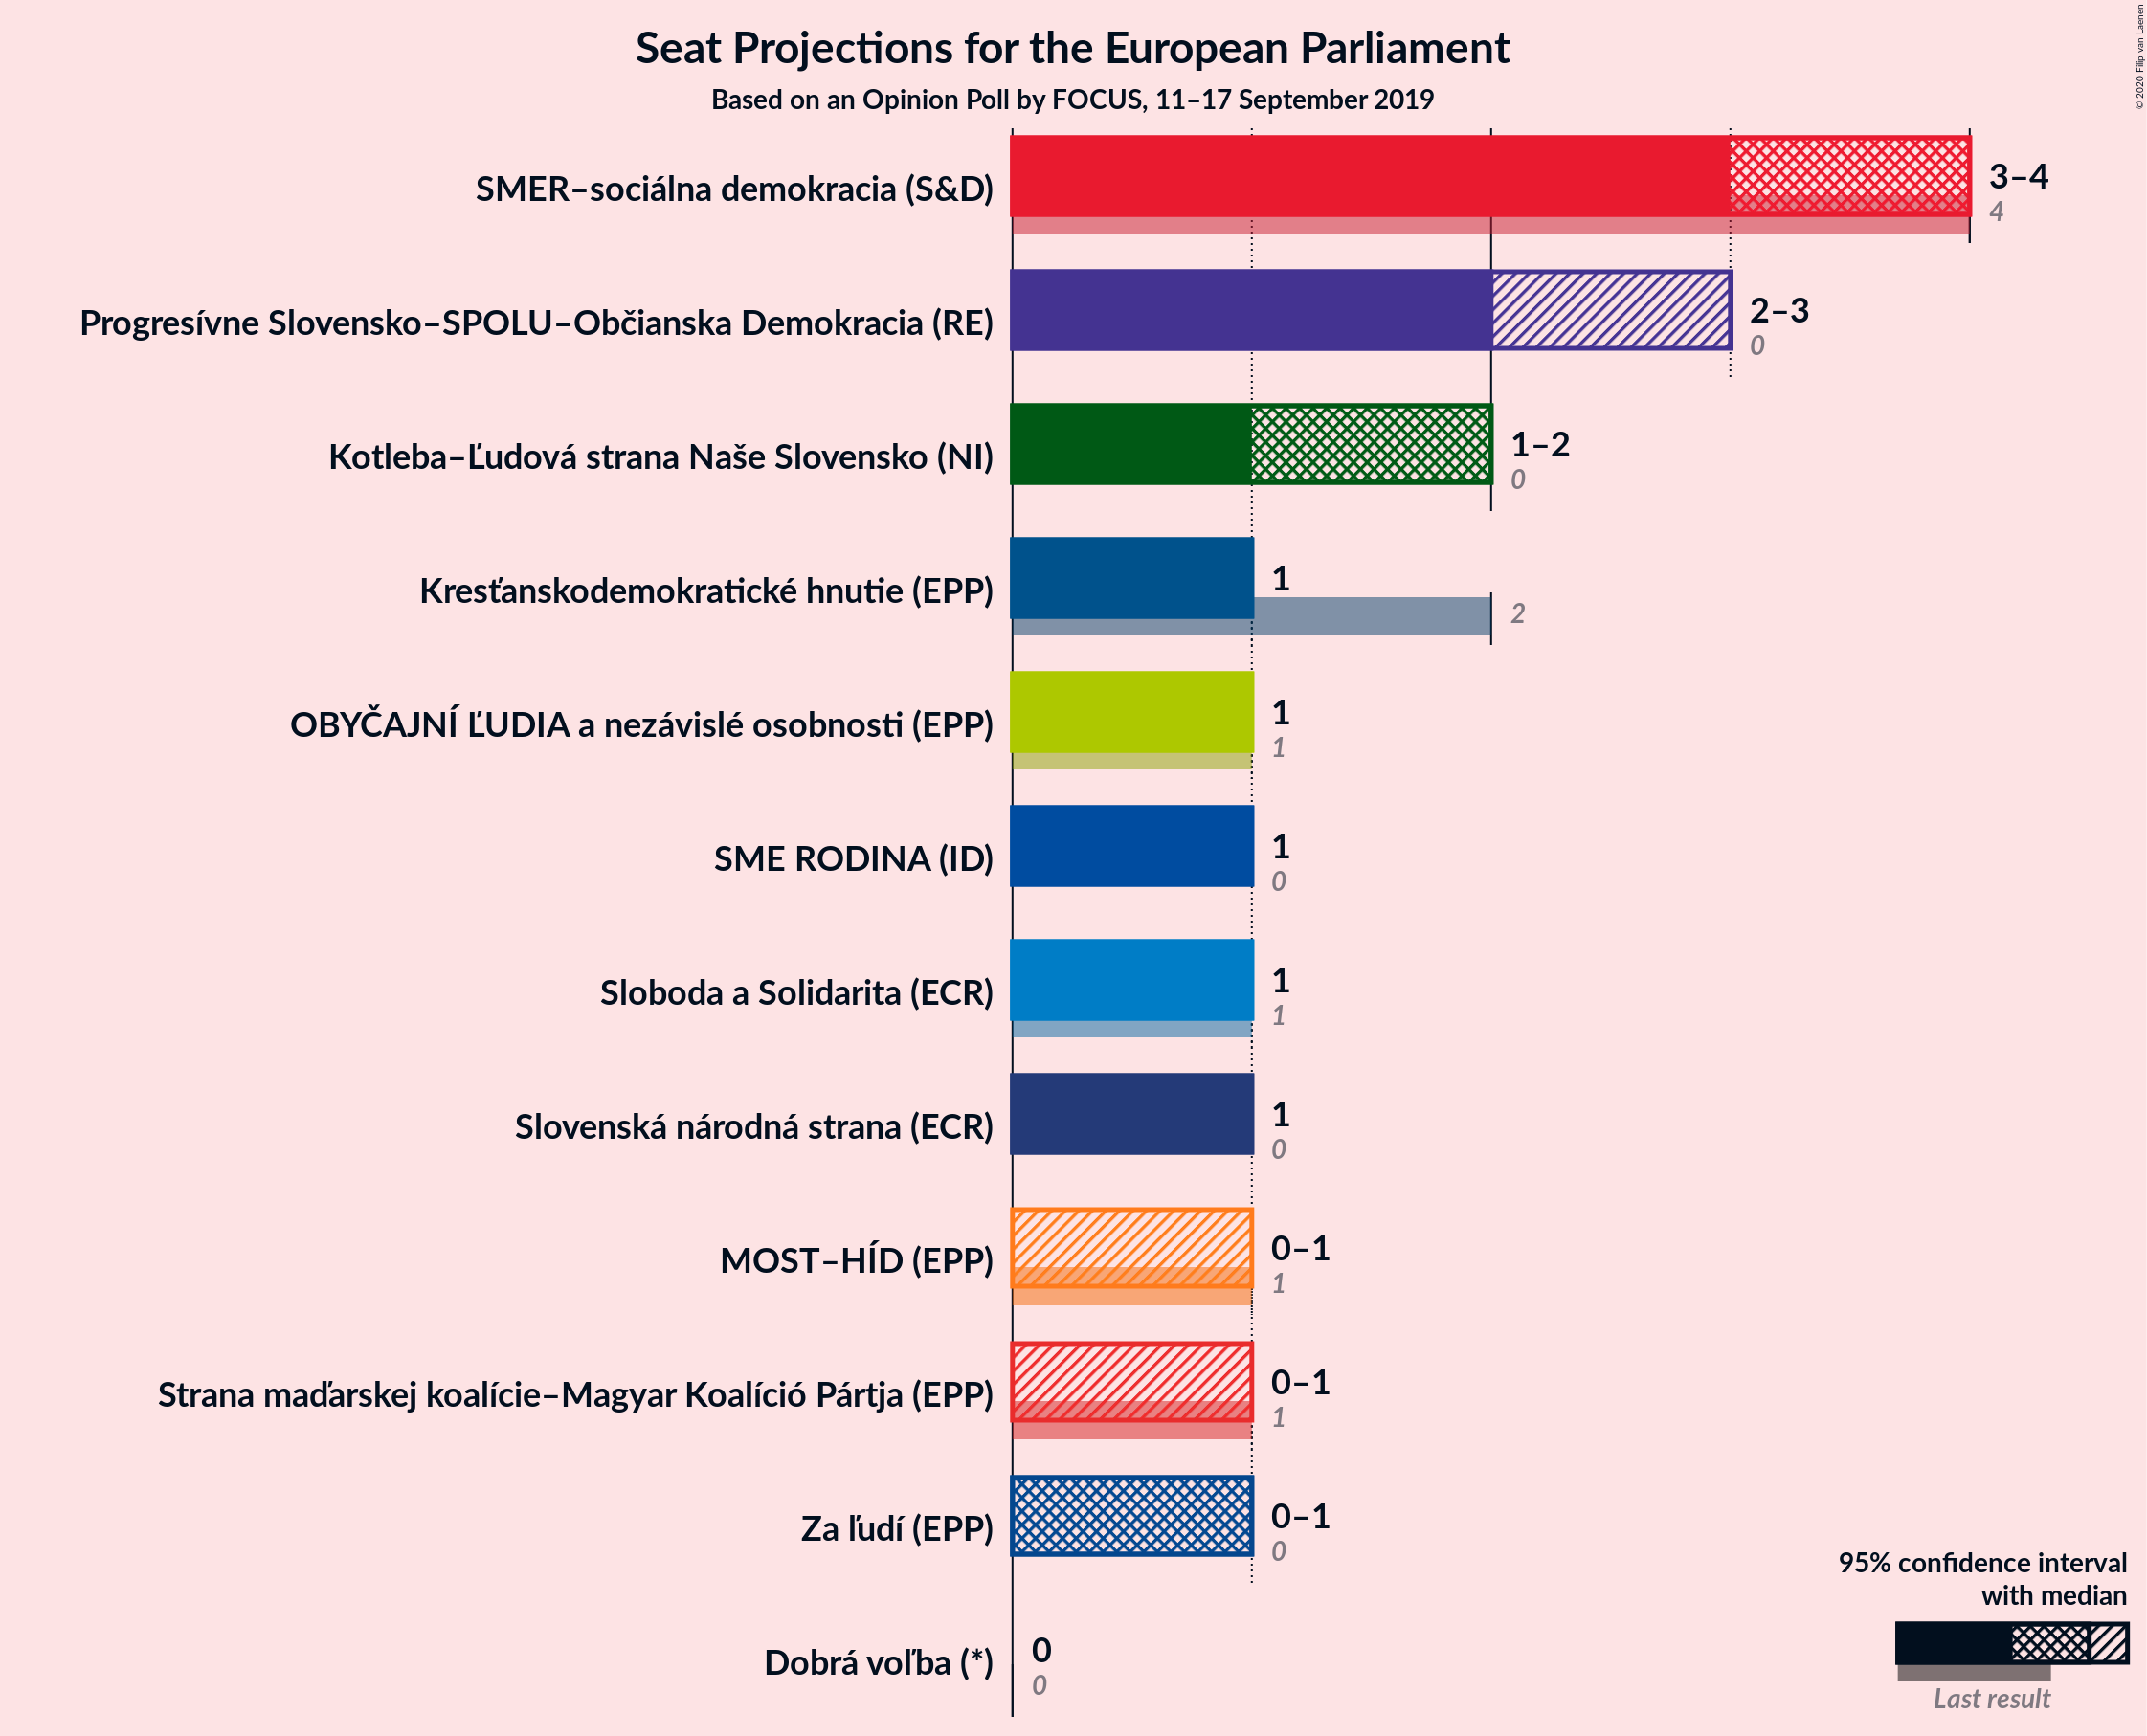 Seat Projections for the European Parliament
Based on an Opinion Poll by FOCUS, 11–17 September 2019
© 2020 Filip van Laenen
SMER–sociálna demokracia (S&D)
3–4
4
Progresívne Slovensko–SPOLU–Občianska Demokracia (RE)
2–3
0
Kotleba–Ľudová strana Naše Slovensko (NI)
1–2
0
Kresťanskodemokratické hnutie (EPP)
1
2
OBYČAJNÍ ĽUDIA a nezávislé osobnosti (EPP)
1
1
SME RODINA (ID)
1
0
Sloboda a Solidarita (ECR)
1
1
Slovenská národná strana (ECR)
1
0
MOST–HÍD (EPP)
0–1
1
Strana maďarskej koalície–Magyar Koalíció Pártja (EPP)
0–1
1
Za ľudí (EPP)
0–1
0
Dobrá voľba (*)
0
0
95% confidence interval
with median
Last result